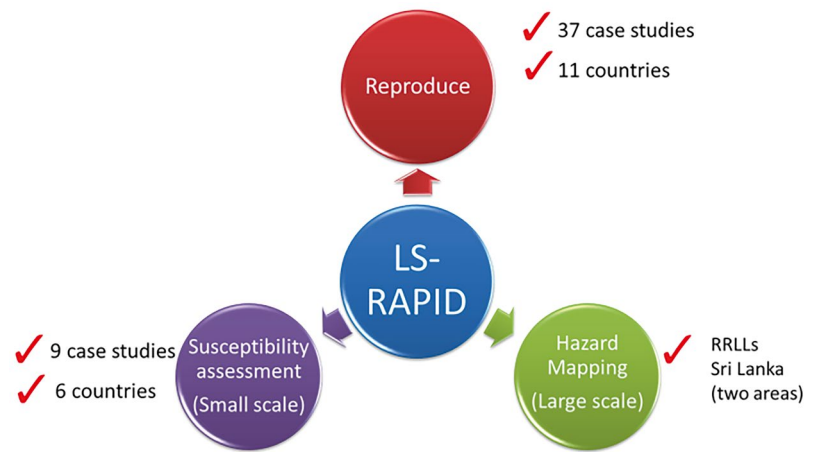 Reproduce
✓ 37 case studies
✓ 11 countries
LS-
RAPID
✓ 9 case studies
✓ 6 countries
Susceptibility
assessment
(Small scale)
Hazard
Mapping
(Large scale)
✓ RRLLs
Sri Lanka
(two areas)